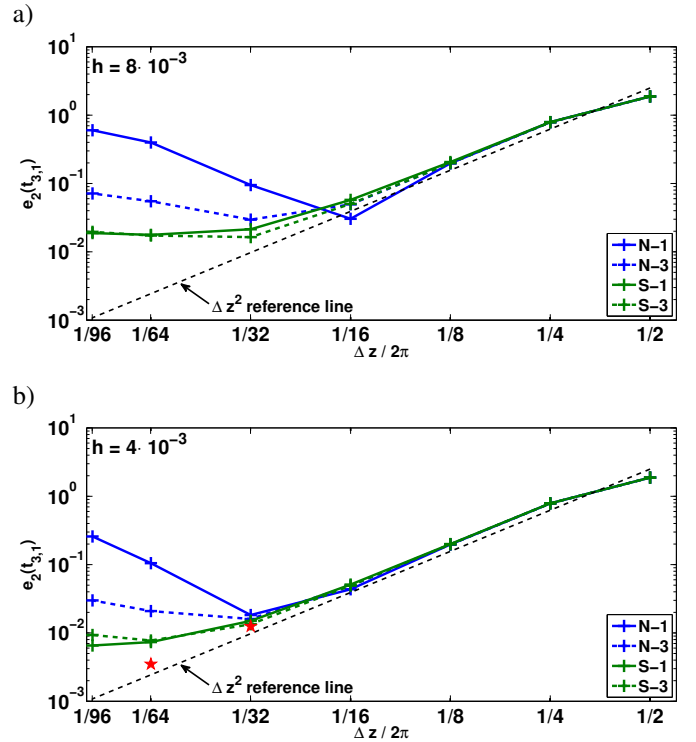 a)
10^1
h = 8· 10^-3
10^0
10^-1
10^-2
10^-3
e_2(t_3,1)
N−1
N−3
S−1
S−3
Δ z^2 reference line
1/96 1/64 1/32 1/16 1/8 1/4 1/2
Δ z / 2π
b)
10^1
h = 4· 10^-3
10^0
10^-1
10^-2
10^-3
e_2(t_3,1)
N−1
N−3
S−1
S−3
Δ z^2 reference line
1/96 1/64 1/32 1/16 1/8 1/4 1/2
Δ z / 2π